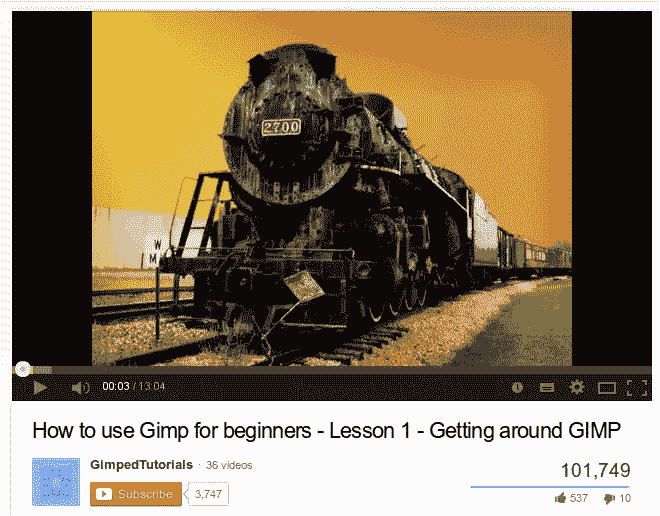 2700
W
M
00:03 / 13:04
How to use Gimp for beginners - Lesson 1 - Getting around GIMP
GimpedTutorials · 36 videos
101,749
Subscribe 3,747
537 10